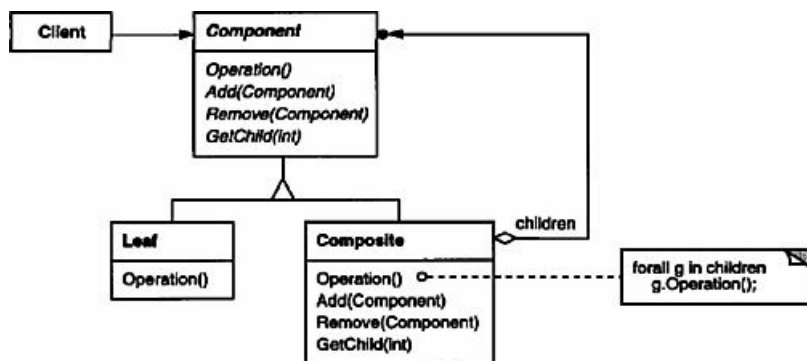 Client
Component
Operation()
Add(Component)
Remove(Component)
GetChild(int)
Leaf
Operation()
Composite
Operation()
Add(Component)
Remove(Component)
GetChild(int)
children
forall g in children
g.Operation();